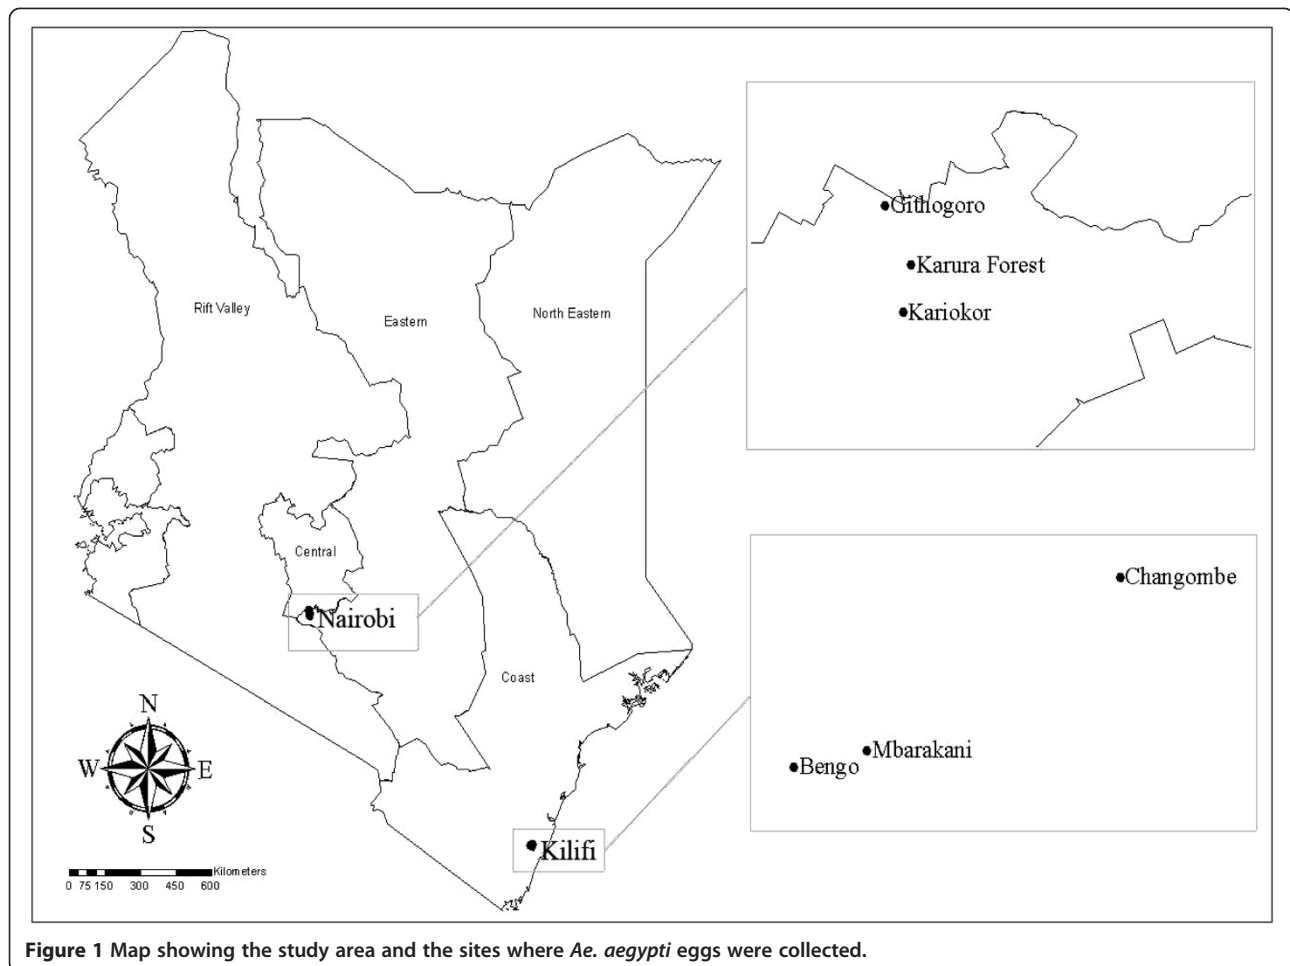 Githogoro
Karura Forest
Kariokor
Rift Valley
Eastern
North Eastern
Central
Nairobi
Changombe
Coast
Mbarakani
Bengo
N
W E
S
Kilifi
Kilometers
0 75 150 300 450 600
Figure 1 Map showing the study area and the sites where Ae. aegypti eggs were collected.